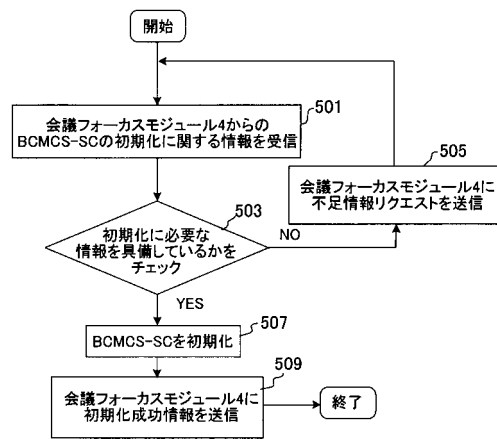 開始
会議フォーカスモジュール4からの
BCMCS-SCの初期化に関する情報を受信
501
505
会議フォーカスモジュール4に
不足情報リクエストを送信
503
初期化に必要な
情報を具備しているかを
チェック
NO
YES
507
BCMCS-SCを初期化
509
会議フォーカスモジュール4に
初期化成功情報を送信
終了